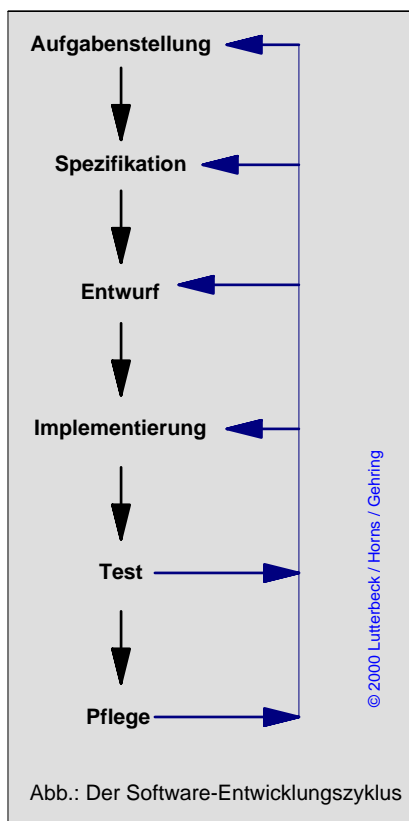 Aufgabenstellung
Spezifikation
Entwurf
Implementierung
Test
Pflege
© 2000 Lutterbeck / Horns / Gehring
Abb.: Der Software-Entwicklungszyklus